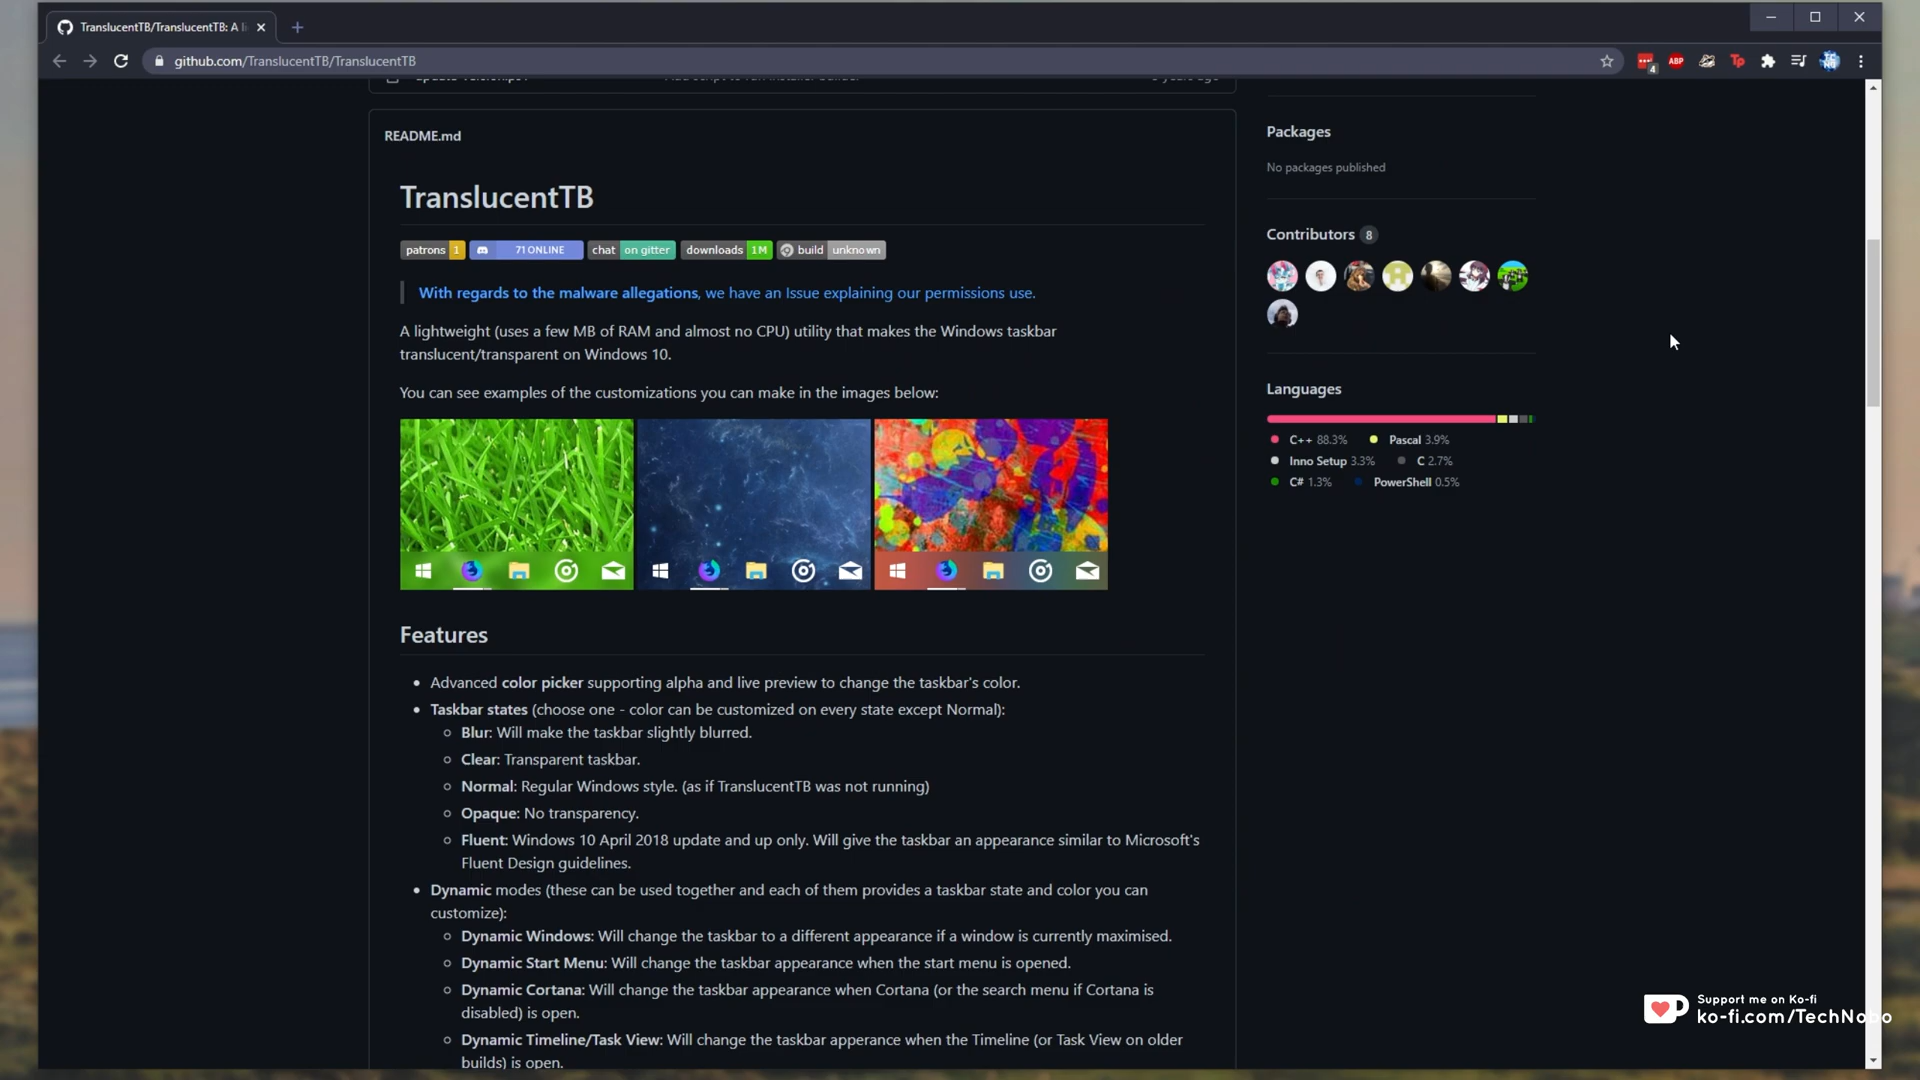 TranslucentTB/TranslucentTB: A li
github.com/TranslucentTB/TranslucentTB
4
ABP
Tp
README.md
TranslucentTB
patrons 1
71 ONLINE
chat on gitter
downloads 1M
build unknown
With regards to the malware allegations, we have an Issue explaining our permissions use.
A lightweight (uses a few MB of RAM and almost no CPU) utility that makes the Windows taskbar
translucent/transparent on Windows 10.
You can see examples of the customizations you can make in the images below:
Features
Advanced color picker supporting alpha and live preview to change the taskbar's color.
Taskbar states (choose one - color can be customized on every state except Normal):
Blur: Will make the taskbar slightly blurred.
Clear: Transparent taskbar.
Normal: Regular Windows style. (as if TranslucentTB was not running)
Opaque: No transparency.
Fluent: Windows 10 April 2018 update and up only. Will give the taskbar an appearance similar to Microsoft's
Fluent Design guidelines.
Dynamic modes (these can be used together and each of them provides a taskbar state and color you can
customize):
Dynamic Windows: Will change the taskbar to a different appearance if a window is currently maximised.
Dynamic Start Menu: Will change the taskbar appearance when the start menu is opened.
Dynamic Cortana: Will change the taskbar appearance when Cortana (or the search menu if Cortana is
disabled) is open.
Dynamic Timeline/Task View: Will change the taskbar apperance when the Timeline (or Task View on older
builds) is open.
Packages
No packages published
Contributors 8
Languages
C++ 88.3%
Pascal 3.9%
Inno Setup 3.3%
C 2.7%
C# 1.3%
PowerShell 0.5%
Support me on Ko-fi
ko-fi.com/TechNobo